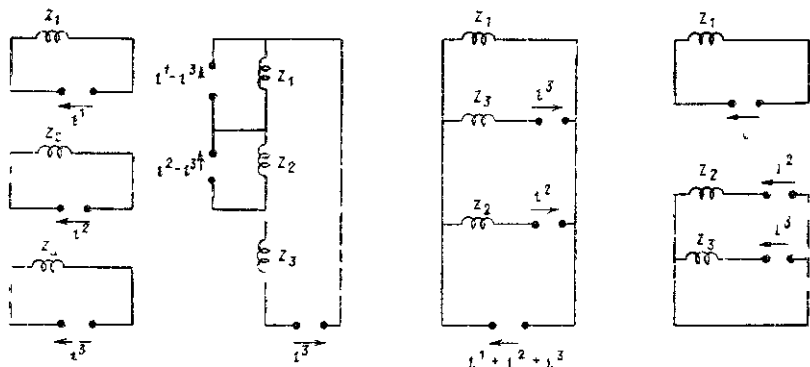 Z₁
i¹
i²
i³
i¹-i³
Z₁
i²-i³
Z₂
Z₃
i³
Z₁
Z₃
i³
Z₂
i²
i¹ + i² + i³
Z₁
Z₂
i²
Z₃
i³